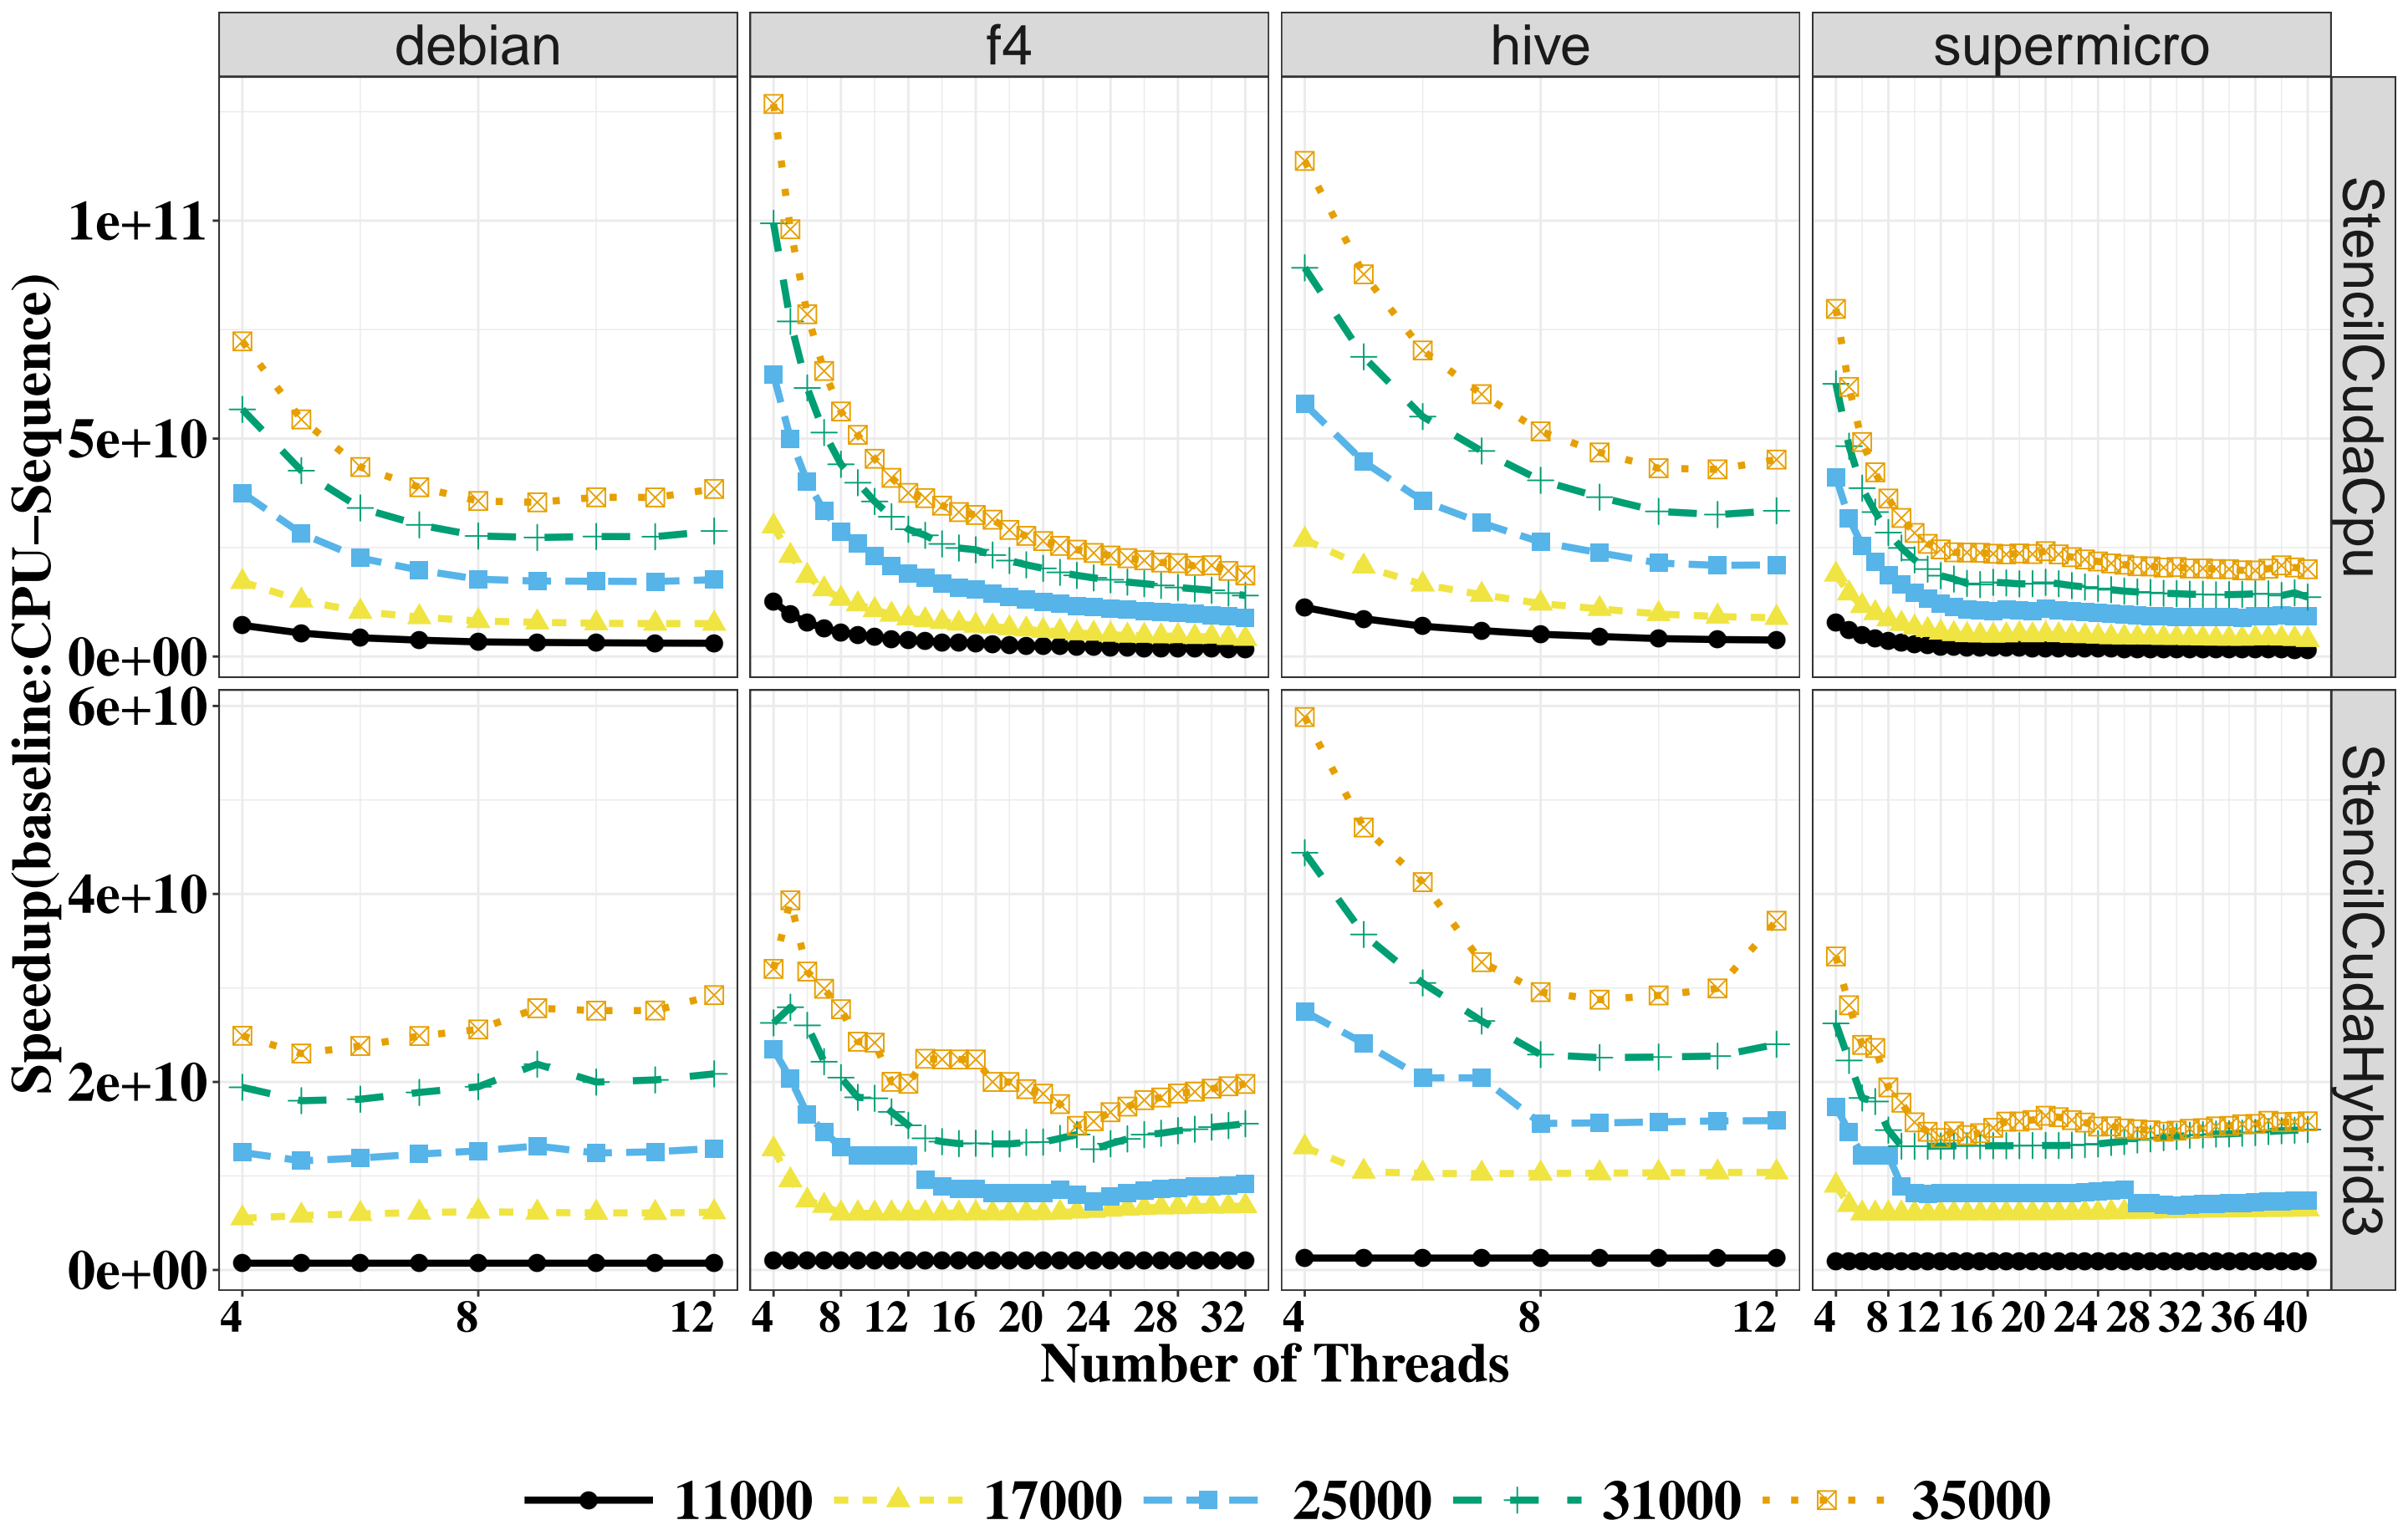 debian f4 hive supermicro
Speedup(baseline:CPU−Sequence)
1e+11
5e+10
0e+00
StencilCudaCpu
6e+10
4e+10
2e+10
0e+00
StencilCudaHybrid3
4 8 12 4 8 12 16 20 24 28 32 4 8 12 4 8 12 16 20 24 28 32 36 40
Number of Threads
11000 17000 25000 31000 35000